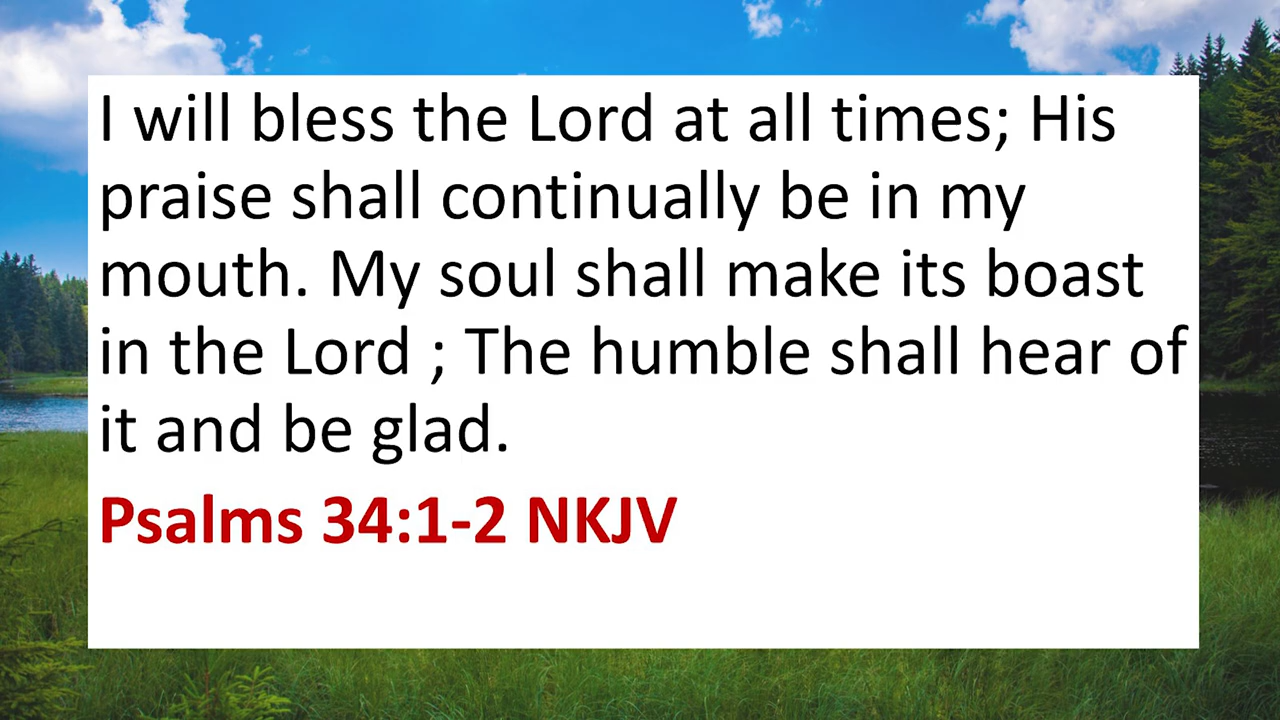 I will bless the Lord at all times; His
praise shall continually be in my
mouth. My soul shall make its boast
in the Lord ; The humble shall hear of
it and be glad.
Psalms 34:1-2 NKJV